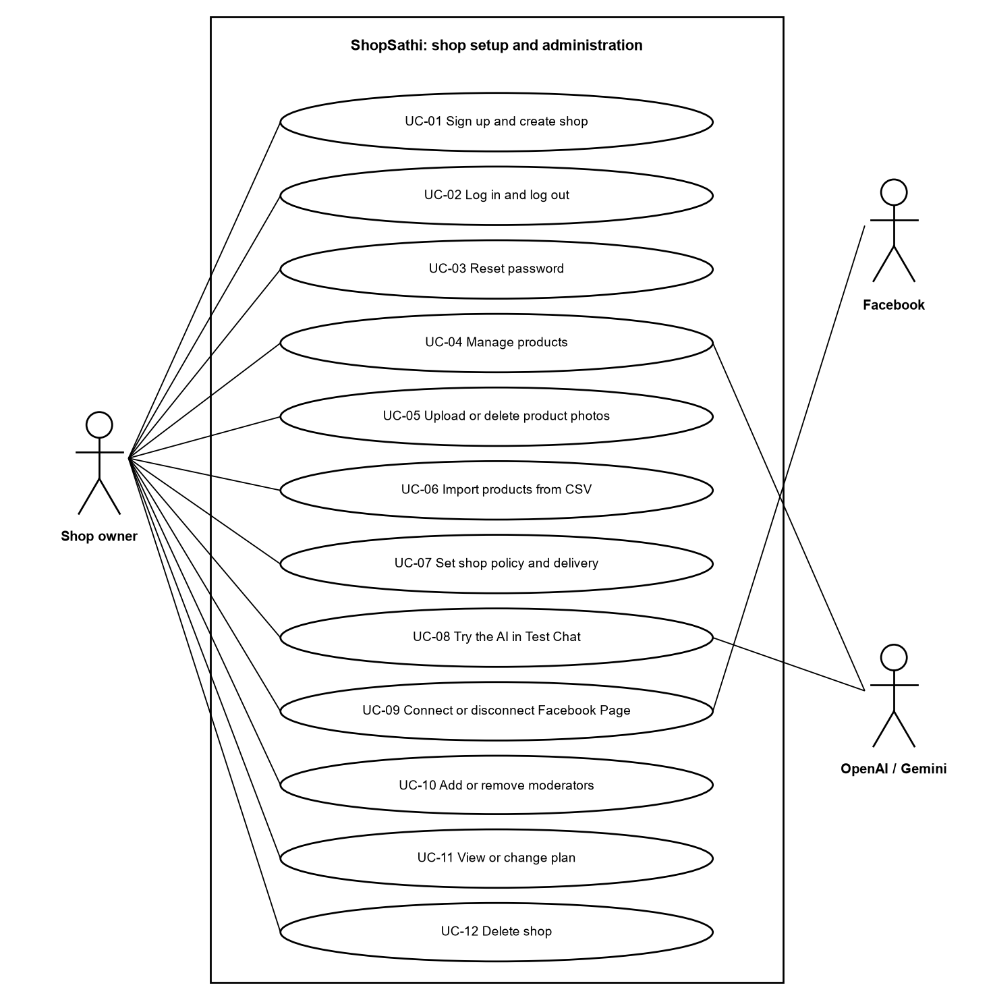 ShopSathi: shop setup and administration
UC-01 Sign up and create shop
UC-02 Log in and log out
UC-03 Reset password
Facebook
UC-04 Manage products
UC-05 Upload or delete product photos
UC-06 Import products from CSV
Shop owner
UC-07 Set shop policy and delivery
UC-08 Try the AI in Test Chat
UC-09 Connect or disconnect Facebook Page
OpenAI / Gemini
UC-10 Add or remove moderators
UC-11 View or change plan
UC-12 Delete shop